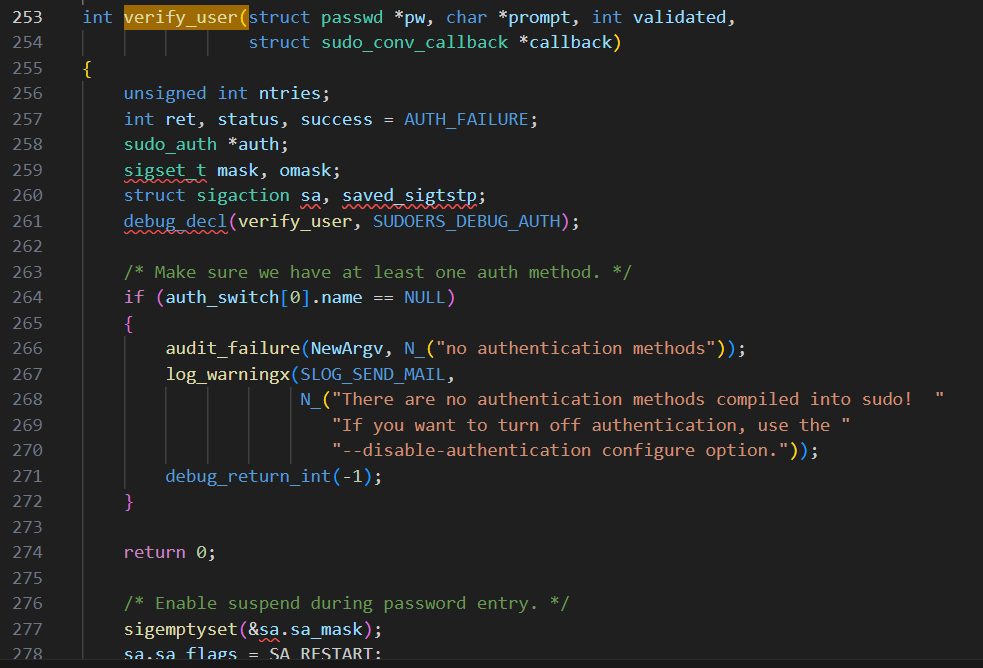 253 int verify_user(struct passwd *pw, char *prompt, int validated,
254 struct sudo_conv_callback *callback)
255 {
256 unsigned int ntries;
257 int ret, status, success = AUTH_FAILURE;
258 sudo_auth *auth;
259 sigset_t mask, omask;
260 struct sigaction sa, saved_sigtstp;
261 debug_decl(verify_user, SUDOERS_DEBUG_AUTH);
262
263 /* Make sure we have at least one auth method. */
264 if (auth_switch[0].name == NULL)
265 {
266 audit_failure(NewArgv, N_("no authentication methods"));
267 log_warningx(SLOG_SEND_MAIL,
268 N_("There are no authentication methods compiled into sudo!  "
269 "If you want to turn off authentication, use the "
270 "--disable-authentication configure option."));
271 debug_return_int(-1);
272 }
273
274 return 0;
275
276 /* Enable suspend during password entry. */
277 sigemptyset(&sa.sa_mask);
278 sa.sa_flags = SA_RESTART;